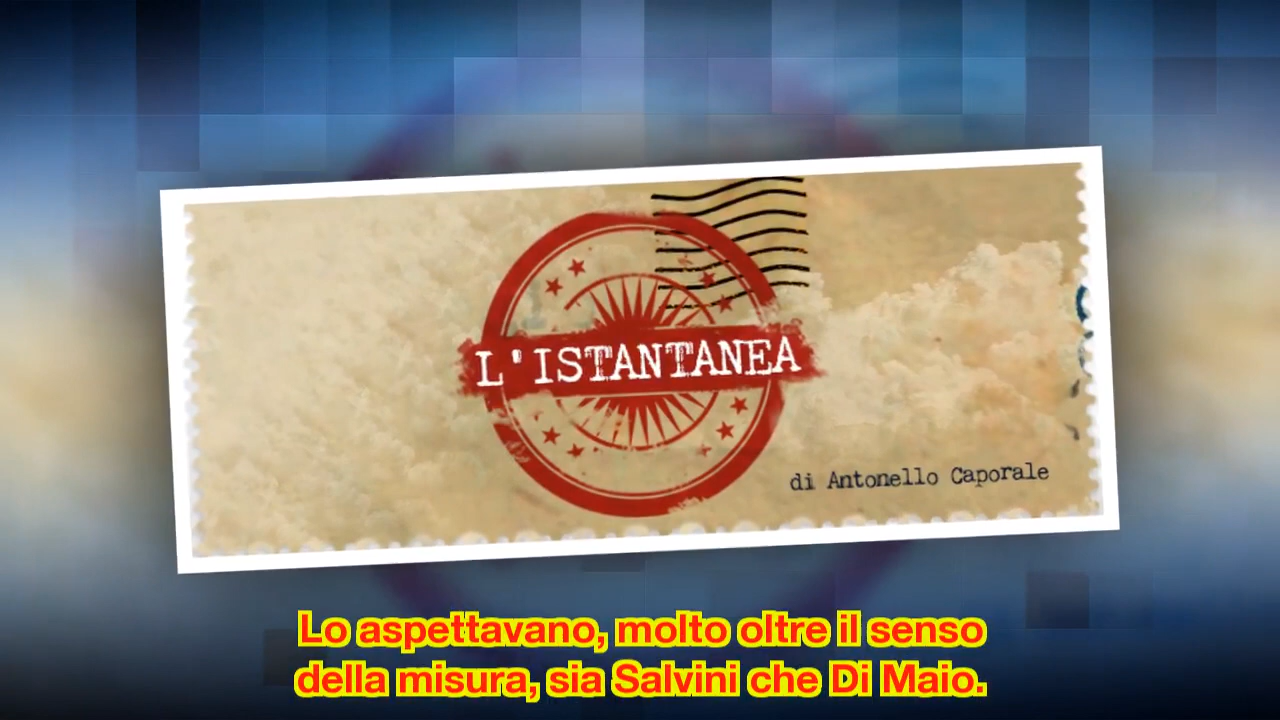 L'ISTANTANEA
di Antonello Caporale
Lo aspettavano, molto oltre il senso
della misura, sia Salvini che Di Maio.